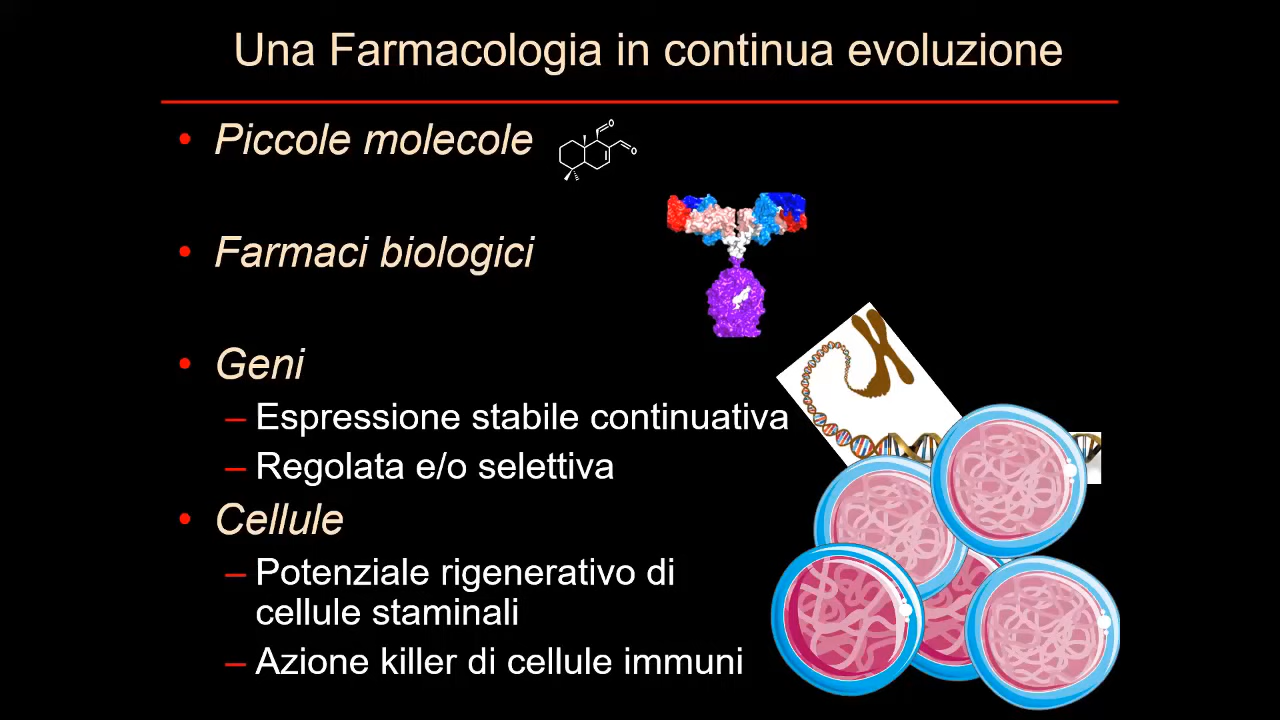 Una Farmacologia in continua evoluzione
• Piccole molecole
O
O
• Farmaci biologici
• Geni
– Espressione stabile continuativa
– Regolata e/o selettiva
• Cellule
– Potenziale rigenerativo di
cellule staminali
– Azione killer di cellule immuni